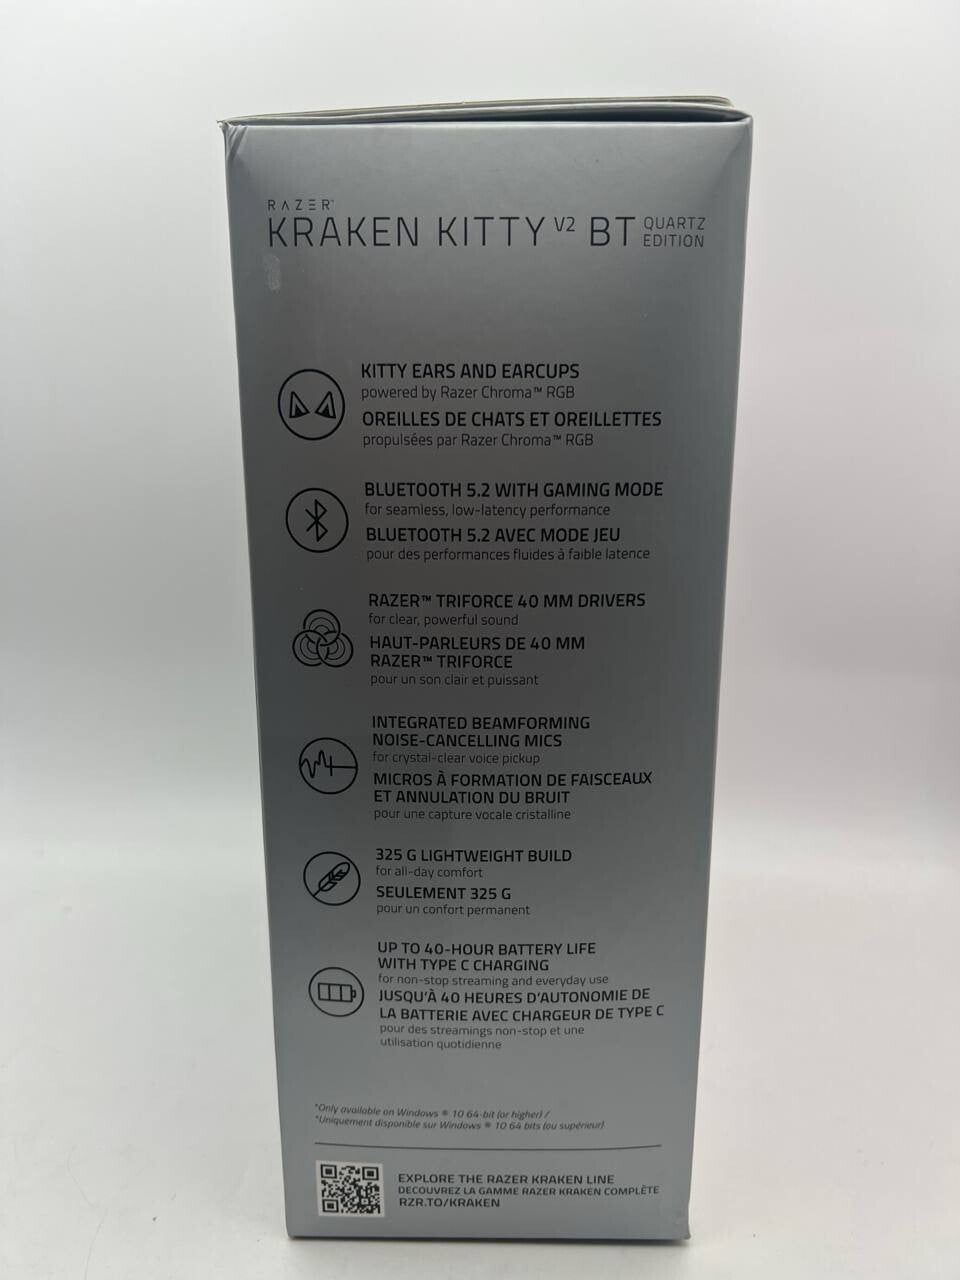 RAZER™
KRAKEN KITTY V2 BT QUARTZ EDITION
KITTY EARS AND EARCUPS
powered by Razer Chroma™ RGB
OREILLES DE CHATS ET OREILLETTES
propulsées par Razer Chroma™ RGB
BLUETOOTH 5.2 WITH GAMING MODE
for seamless, low-latency performance
BLUETOOTH 5.2 AVEC MODE JEU
pour des performances fluides à faible latence
RAZER™ TRIFORCE 40 MM DRIVERS
for clear, powerful sound
HAUT-PARLEURS DE 40 MM
RAZER™ TRIFORCE
pour un son clair et puissant
INTEGRATED BEAMFORMING
NOISE-CANCELLING MICS
for crystal-clear voice pickup
MICROS À FORMATION DE FAISCEAUX
ET ANNULATION DU BRUIT
pour une capture vocale cristalline
325 G LIGHTWEIGHT BUILD
for all-day comfort
SEULEMENT 325 G
pour un confort permanent
UP TO 40-HOUR BATTERY LIFE
WITH TYPE C CHARGING
for non-stop streaming and everyday use
JUSQU'À 40 HEURES D'AUTONOMIE DE
LA BATTERIE AVEC CHARGEUR DE TYPE C
pour des streamings non-stop et une
utilisation quotidienne
*Only available on Windows ® 10 64-bit (or higher) /
*Uniquement disponible sur Windows ® 10 64 bits (ou supérieur)
EXPLORE THE RAZER KRAKEN LINE
DECOUVREZ LA GAMME RAZER KRAKEN COMPLÈTE
RZR.TO/KRAKEN